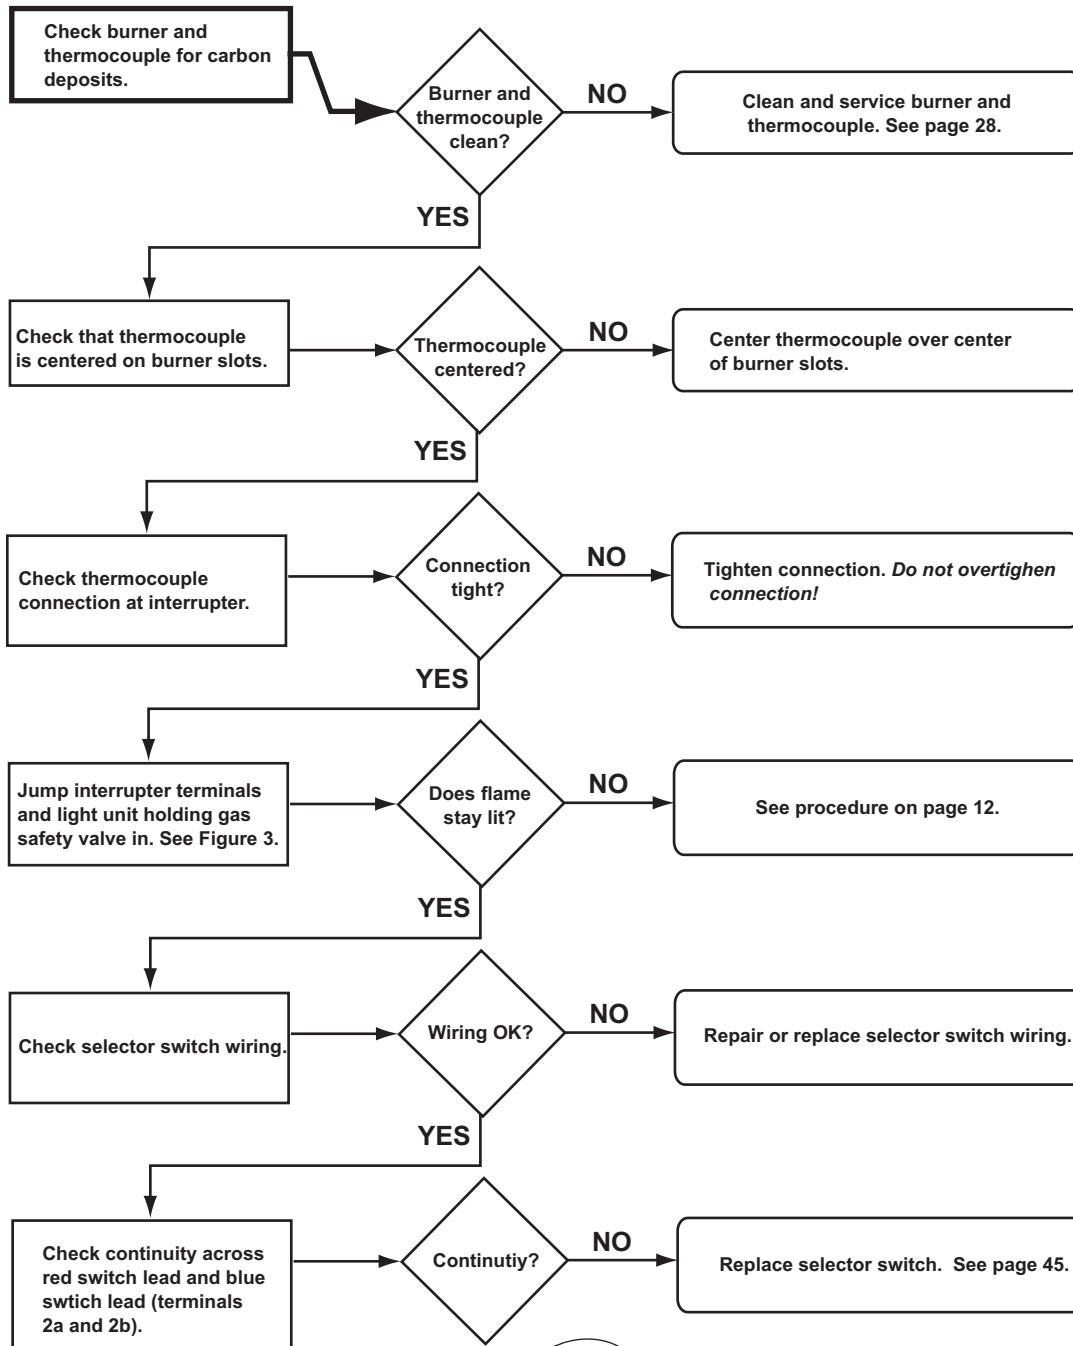 Check burner and
thermocouple for carbon
deposits.
Burner and
thermocouple
clean?
NO
Clean and service burner and
thermocouple. See page 28.
YES
Check that thermocouple
is centered on burner slots.
Thermocouple
centered?
NO
Center thermocouple over center
of burner slots.
YES
Check thermocouple
connection at interrupter.
Connection
tight?
NO
Tighten connection. Do not overtighen
connection!
YES
Jump interrupter terminals
and light unit holding gas
safety valve in. See Figure 3.
Does flame
stay lit?
NO
See procedure on page 12.
YES
Check selector switch wiring.
Wiring OK?
NO
Repair or replace selector switch wiring.
YES
Check continuity across
red switch lead and blue
swtich lead (terminals
2a and 2b).
Continutiy?
NO
Replace selector switch. See page 45.